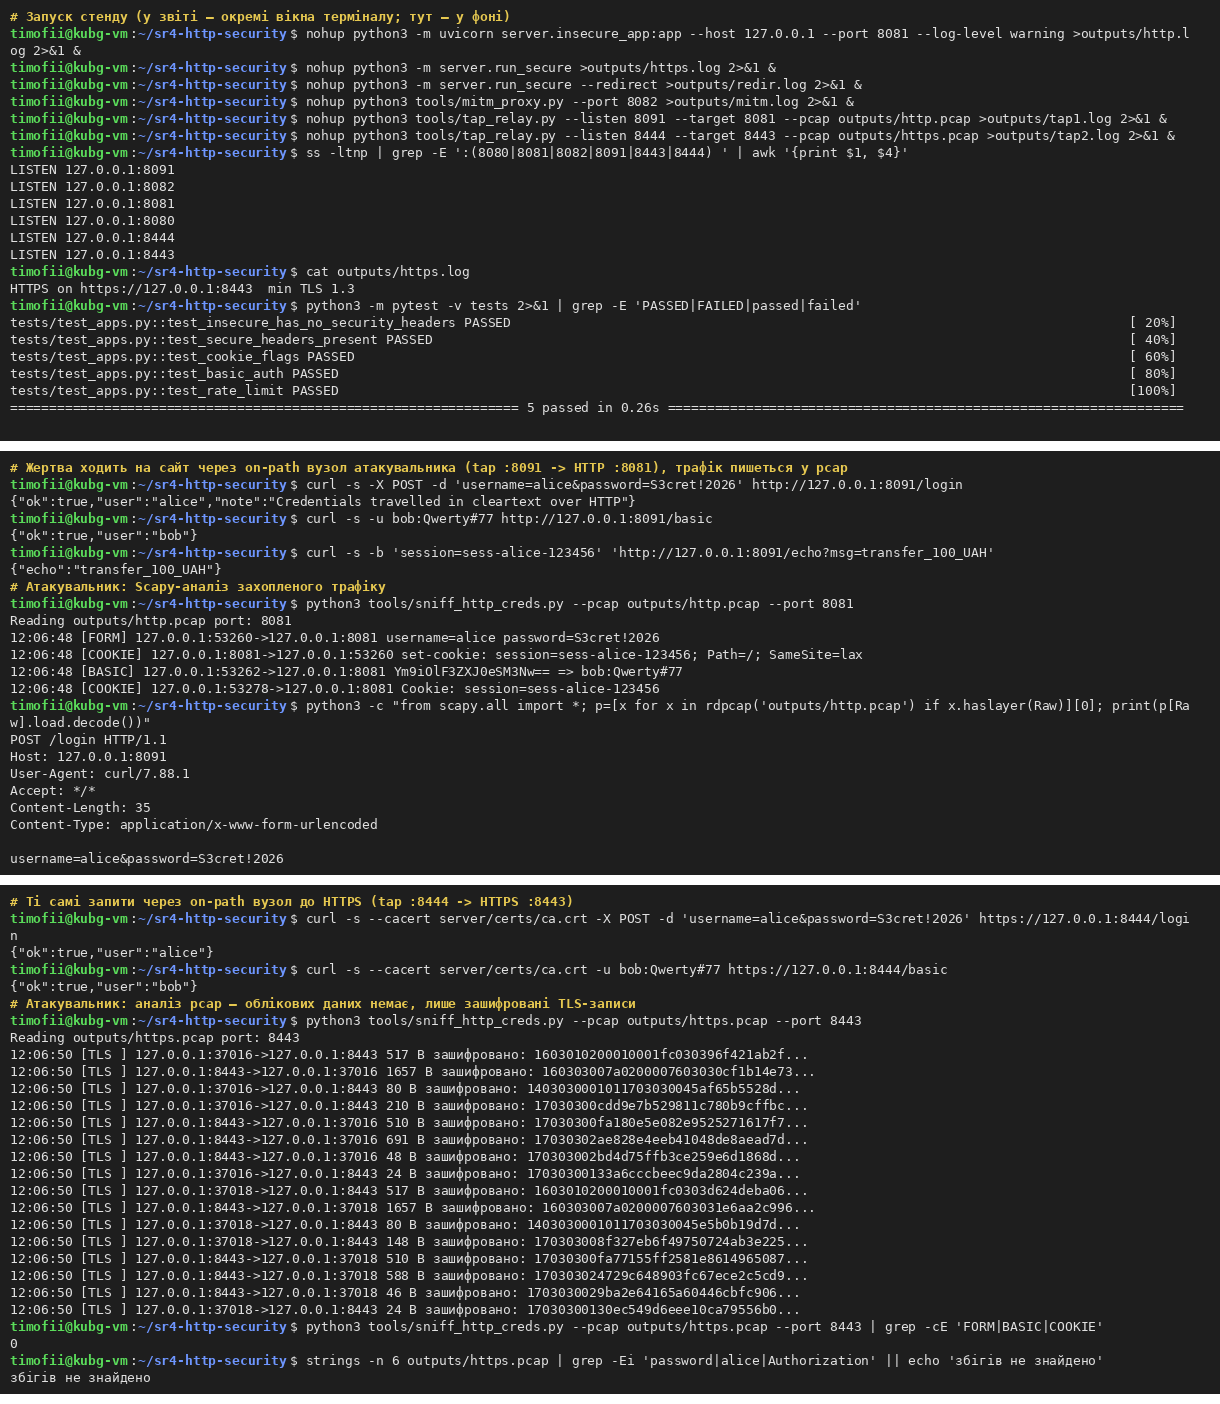 # Запуск стенду (у звіті — окремі вікна терміналу; тут — у фоні)
timofii@kubg-vm:~/sr4-http-security$ nohup python3 -m uvicorn server.insecure_app:app --host 127.0.0.1 --port 8081 --log-level warning >outputs/http.l
og 2>&1 &
timofii@kubg-vm:~/sr4-http-security$ nohup python3 -m server.run_secure >outputs/https.log 2>&1 &
timofii@kubg-vm:~/sr4-http-security$ nohup python3 -m server.run_secure --redirect >outputs/redir.log 2>&1 &
timofii@kubg-vm:~/sr4-http-security$ nohup python3 tools/mitm_proxy.py --port 8082 >outputs/mitm.log 2>&1 &
timofii@kubg-vm:~/sr4-http-security$ nohup python3 tools/tap_relay.py --listen 8091 --target 8081 --pcap outputs/http.pcap >outputs/tap1.log 2>&1 &
timofii@kubg-vm:~/sr4-http-security$ nohup python3 tools/tap_relay.py --listen 8444 --target 8443 --pcap outputs/https.pcap >outputs/tap2.log 2>&1 &
timofii@kubg-vm:~/sr4-http-security$ ss -ltnp | grep -E ':(8080|8081|8082|8091|8443|8444) ' | awk '{print $1, $4}'
LISTEN 127.0.0.1:8091
LISTEN 127.0.0.1:8082
LISTEN 127.0.0.1:8081
LISTEN 127.0.0.1:8080
LISTEN 127.0.0.1:8444
LISTEN 127.0.0.1:8443
timofii@kubg-vm:~/sr4-http-security$ cat outputs/https.log
HTTPS on https://127.0.0.1:8443  min TLS 1.3
timofii@kubg-vm:~/sr4-http-security$ python3 -m pytest -v tests 2>&1 | grep -E 'PASSED|FAILED|passed|failed'
tests/test_apps.py::test_insecure_has_no_security_headers PASSED [ 20%]
tests/test_apps.py::test_secure_headers_present PASSED [ 40%]
tests/test_apps.py::test_cookie_flags PASSED [ 60%]
tests/test_apps.py::test_basic_auth PASSED [ 80%]
tests/test_apps.py::test_rate_limit PASSED [100%]
================================================================= 5 passed in 0.26s ==================================================================
# Жертва ходить на сайт через on-path вузол атакувальника (tap :8091 -> HTTP :8081), трафік пишеться у pcap
timofii@kubg-vm:~/sr4-http-security$ curl -s -X POST -d 'username=alice&password=S3cret!2026' http://127.0.0.1:8091/login
{"ok":true,"user":"alice","note":"Credentials travelled in cleartext over HTTP"}
timofii@kubg-vm:~/sr4-http-security$ curl -s -u bob:Qwerty#77 http://127.0.0.1:8091/basic
{"ok":true,"user":"bob"}
timofii@kubg-vm:~/sr4-http-security$ curl -s -b 'session=sess-alice-123456' 'http://127.0.0.1:8091/echo?msg=transfer_100_UAH'
{"echo":"transfer_100_UAH"}
# Атакувальник: Scapy-аналіз захопленого трафіку
timofii@kubg-vm:~/sr4-http-security$ python3 tools/sniff_http_creds.py --pcap outputs/http.pcap --port 8081
Reading outputs/http.pcap port: 8081
12:06:48 [FORM] 127.0.0.1:53260->127.0.0.1:8081 username=alice password=S3cret!2026
12:06:48 [COOKIE] 127.0.0.1:8081->127.0.0.1:53260 set-cookie: session=sess-alice-123456; Path=/; SameSite=lax
12:06:48 [BASIC] 127.0.0.1:53262->127.0.0.1:8081 Ym9iOlF3ZXJ0eSM3Nw== => bob:Qwerty#77
12:06:48 [COOKIE] 127.0.0.1:53278->127.0.0.1:8081 Cookie: session=sess-alice-123456
timofii@kubg-vm:~/sr4-http-security$ python3 -c "from scapy.all import *; p=[x for x in rdpcap('outputs/http.pcap') if x.haslayer(Raw)][0]; print(p[Ra
w].load.decode())"
POST /login HTTP/1.1
Host: 127.0.0.1:8091
User-Agent: curl/7.88.1
Accept: */*
Content-Length: 35
Content-Type: application/x-www-form-urlencoded
username=alice&password=S3cret!2026
# Ті самі запити через on-path вузол до HTTPS (tap :8444 -> HTTPS :8443)
timofii@kubg-vm:~/sr4-http-security$ curl -s --cacert server/certs/ca.crt -X POST -d 'username=alice&password=S3cret!2026' https://127.0.0.1:8444/logi
n
{"ok":true,"user":"alice"}
timofii@kubg-vm:~/sr4-http-security$ curl -s --cacert server/certs/ca.crt -u bob:Qwerty#77 https://127.0.0.1:8444/basic
{"ok":true,"user":"bob"}
# Атакувальник: аналіз pcap — облікових даних немає, лише зашифровані TLS-записи
timofii@kubg-vm:~/sr4-http-security$ python3 tools/sniff_http_creds.py --pcap outputs/https.pcap --port 8443
Reading outputs/https.pcap port: 8443
12:06:50 [TLS ] 127.0.0.1:37016->127.0.0.1:8443 517 B зашифровано: 1603010200010001fc030396f421ab2f...
12:06:50 [TLS ] 127.0.0.1:8443->127.0.0.1:37016 1657 B зашифровано: 160303007a0200007603030cf1b14e73...
12:06:50 [TLS ] 127.0.0.1:37016->127.0.0.1:8443 80 B зашифровано: 1403030001011703030045af65b5528d...
12:06:50 [TLS ] 127.0.0.1:37016->127.0.0.1:8443 210 B зашифровано: 17030300cdd9e7b529811c780b9cffbc...
12:06:50 [TLS ] 127.0.0.1:8443->127.0.0.1:37016 510 B зашифровано: 17030300fa180e5e082e9525271617f7...
12:06:50 [TLS ] 127.0.0.1:8443->127.0.0.1:37016 691 B зашифровано: 17030302ae828e4eeb41048de8aead7d...
12:06:50 [TLS ] 127.0.0.1:8443->127.0.0.1:37016 48 B зашифровано: 170303002bd4d75ffb3ce259e6d1868d...
12:06:50 [TLS ] 127.0.0.1:37016->127.0.0.1:8443 24 B зашифровано: 17030300133a6cccbeec9da2804c239a...
12:06:50 [TLS ] 127.0.0.1:37018->127.0.0.1:8443 517 B зашифровано: 1603010200010001fc0303d624deba06...
12:06:50 [TLS ] 127.0.0.1:8443->127.0.0.1:37018 1657 B зашифровано: 160303007a0200007603031e6aa2c996...
12:06:50 [TLS ] 127.0.0.1:37018->127.0.0.1:8443 80 B зашифровано: 1403030001011703030045e5b0b19d7d...
12:06:50 [TLS ] 127.0.0.1:37018->127.0.0.1:8443 148 B зашифровано: 170303008f327eb6f49750724ab3e225...
12:06:50 [TLS ] 127.0.0.1:8443->127.0.0.1:37018 510 B зашифровано: 17030300fa77155ff2581e8614965087...
12:06:50 [TLS ] 127.0.0.1:8443->127.0.0.1:37018 588 B зашифровано: 170303024729c648903fc67ece2c5cd9...
12:06:50 [TLS ] 127.0.0.1:8443->127.0.0.1:37018 46 B зашифровано: 1703030029ba2e64165a60446cbfc906...
12:06:50 [TLS ] 127.0.0.1:37018->127.0.0.1:8443 24 B зашифровано: 17030300130ec549d6eee10ca79556b0...
timofii@kubg-vm:~/sr4-http-security$ python3 tools/sniff_http_creds.py --pcap outputs/https.pcap --port 8443 | grep -cE 'FORM|BASIC|COOKIE'
0
timofii@kubg-vm:~/sr4-http-security$ strings -n 6 outputs/https.pcap | grep -Ei 'password|alice|Authorization' || echo 'збігів не знайдено'
збігів не знайдено